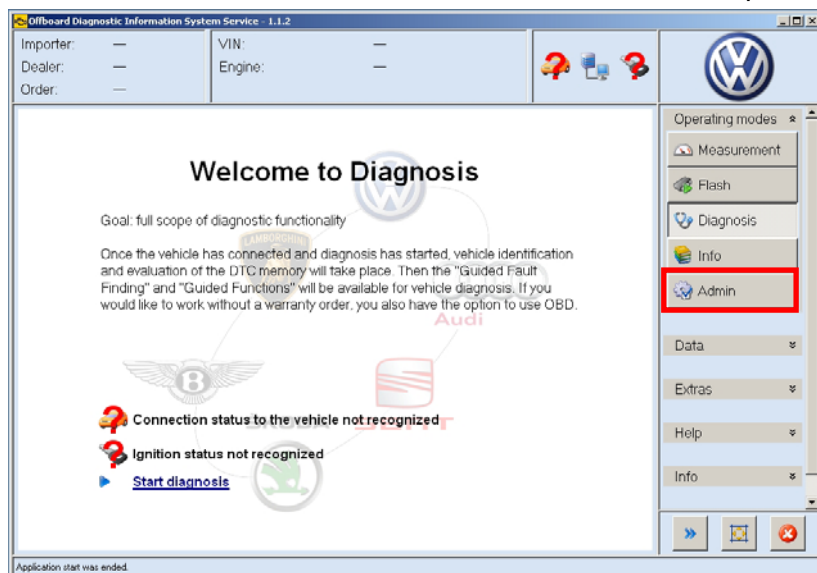 Offboard Diagnostic Information System Service - 1.1.2
Importer: —
Dealer: —
Order: —
VIN: —
Engine: —
Welcome to Diagnosis
Goal: full scope of diagnostic functionality
Once the vehicle has connected and diagnosis has started, vehicle identification
and evaluation of the DTC memory will take place. Then the "Guided Fault
Finding" and "Guided Functions" will be available for vehicle diagnosis. If you
would like to work without a warranty order, you also have the option to use OBD.
LAMBORGHINI
Audi
B
SKODA
SEAT
Connection status to the vehicle not recognized
Ignition status not recognized
Start diagnosis
Operating modes
Measurement
Flash
Diagnosis
Info
Admin
Data
Extras
Help
Info
Application start was ended.